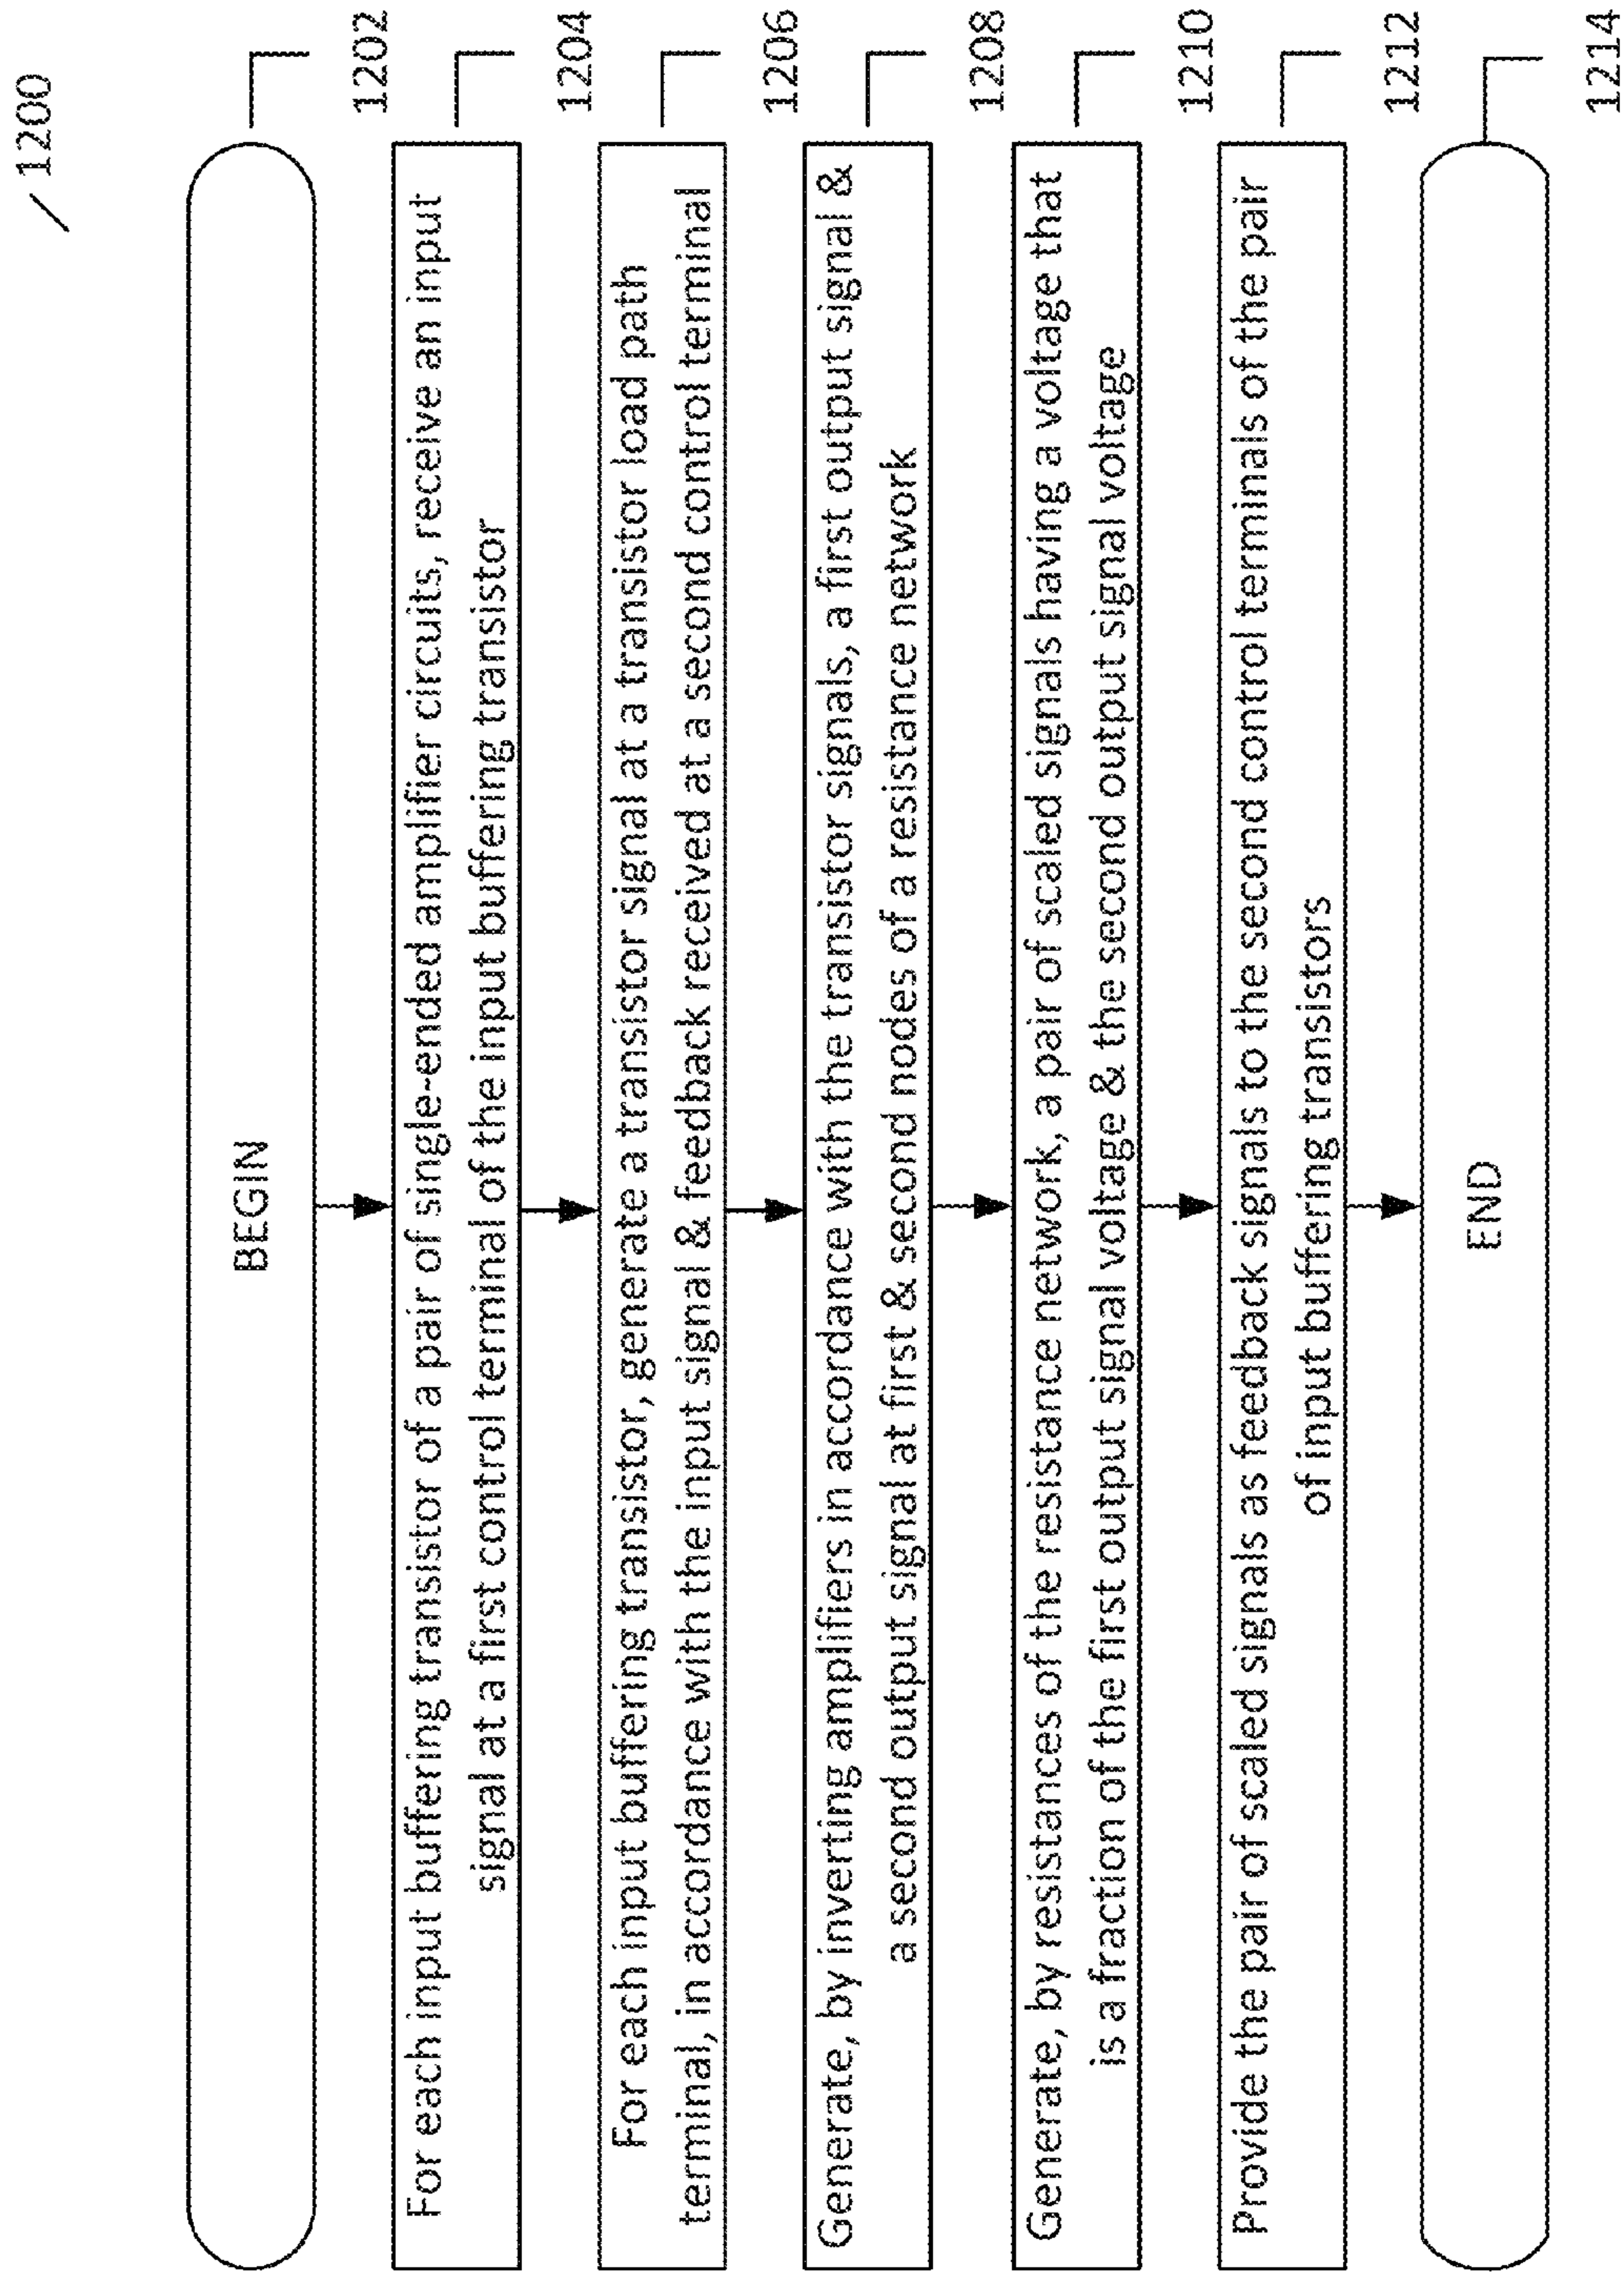 1200
BEGIN
1202
For each input buffering transistor of a pair of single-ended amplifier circuits, receive an input
signal at a first control terminal of the input buffering transistor
1204
For each input buffering transistor, generate a transistor signal at a transistor load path
terminal, in accordance with the input signal & feedback received at a second control terminal
1206
Generate, by inverting amplifiers in accordance with the transistor signals, a first output signal &
a second output signal at first & second nodes of a resistance network
1208
Generate, by resistances of the resistance network, a pair of scaled signals having a voltage that
is a fraction of the first output signal voltage & the second output signal voltage
1210
Provide the pair of scaled signals as feedback signals to the second control terminals of the pair
of input buffering transistors
1212
END
1214